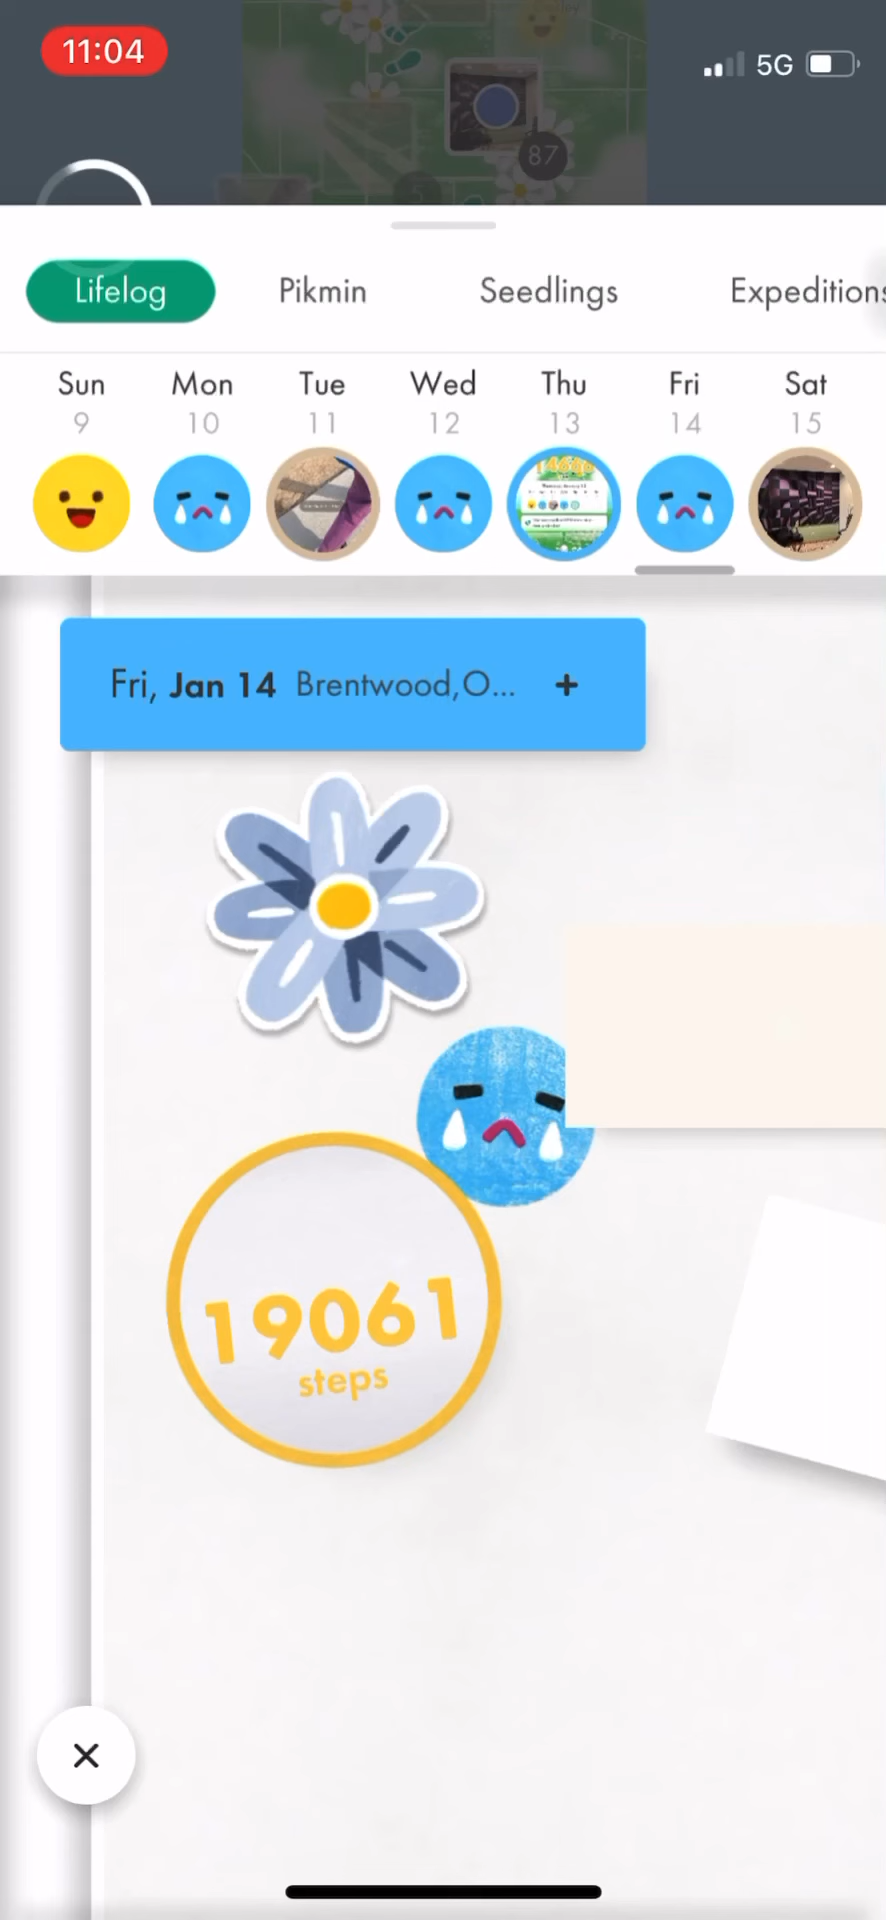 11:04
5G
87
5
Lifelog Pikmin Seedlings Expeditions
Sun Mon Tue Wed Thu Fri Sat
9 10 11 12 13 14 15
Fri, Jan 14 Brentwood,O... +
19061
steps